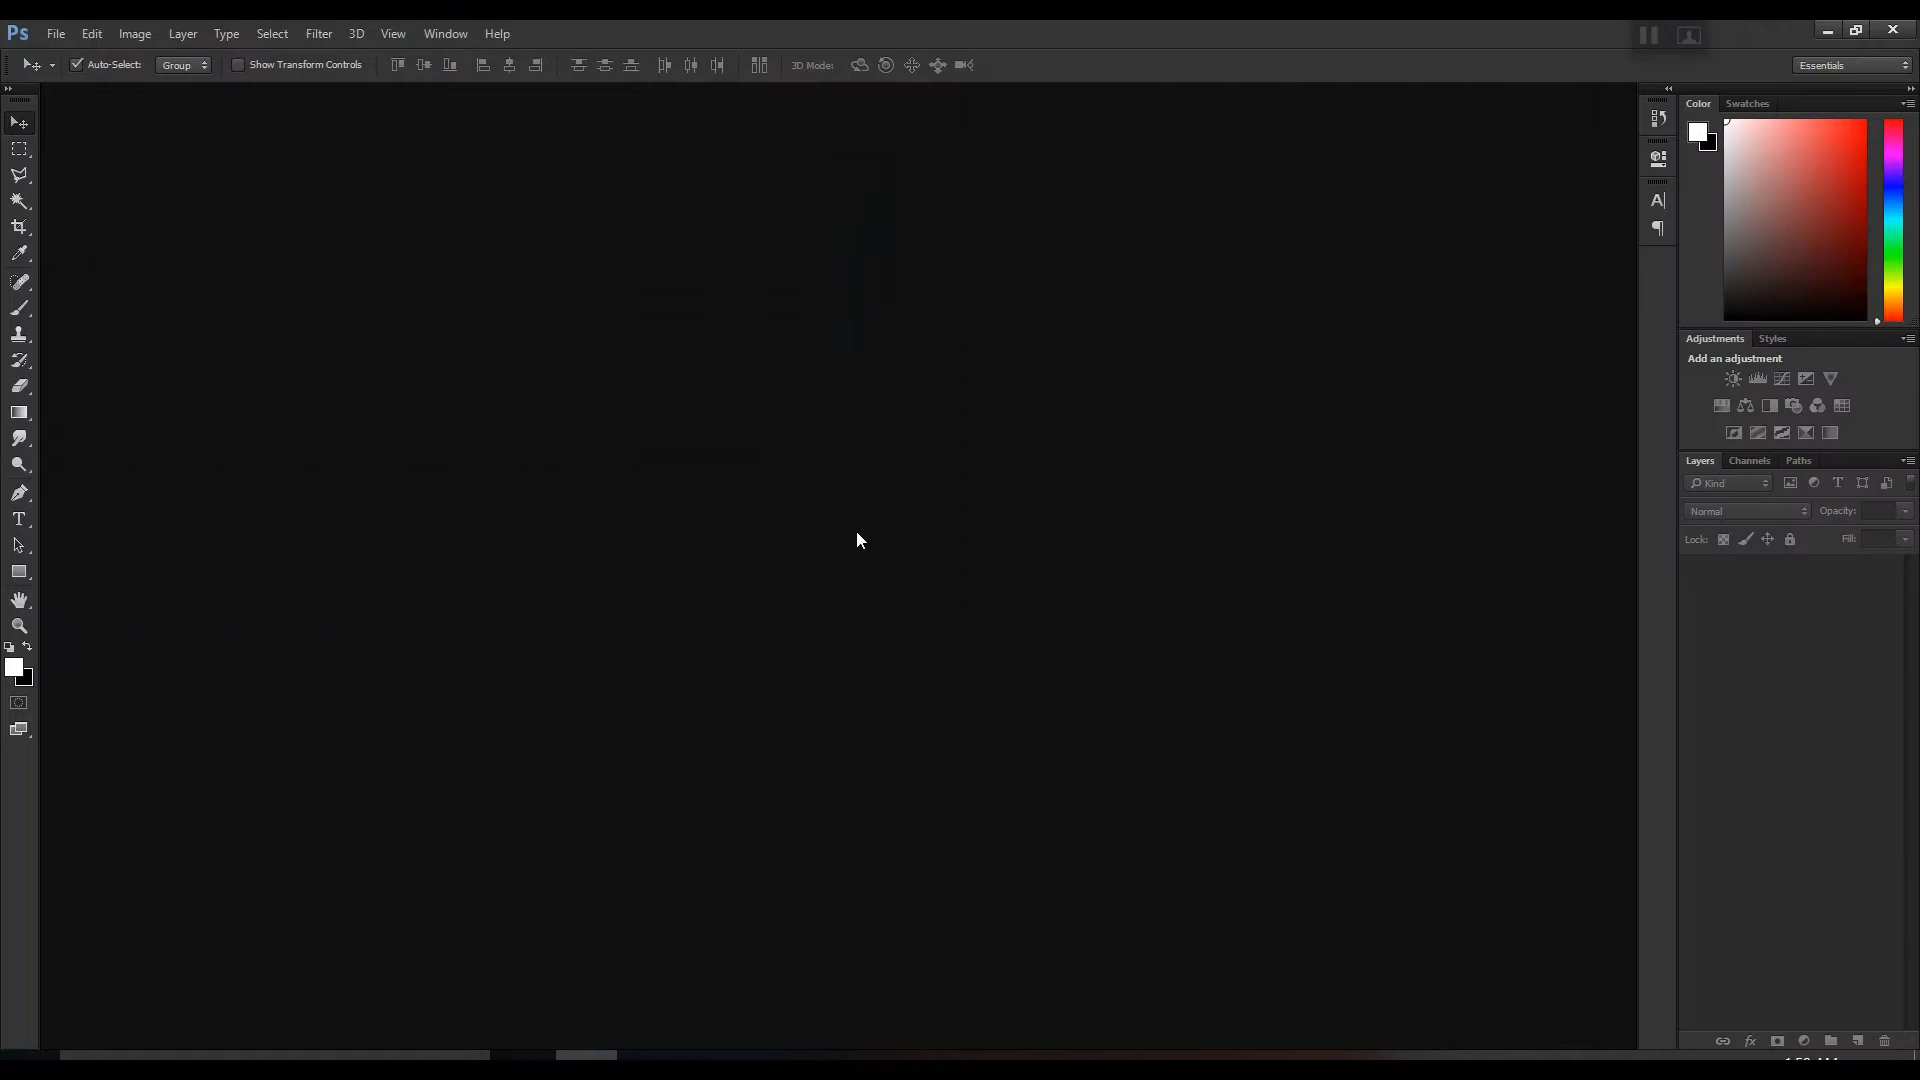 Ps File Edit Image Layer Type Select Filter 3D View Window Help
Auto-Select: Group Show Transform Controls 3D Mode: Essentials
Color Swatches
A
Adjustments Styles
Add an adjustment
Layers Channels Paths
Kind T
Normal Opacity:
Lock: Fill:
T
fx